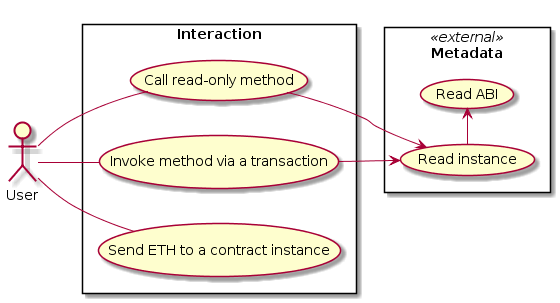 Interaction
«external»
Metadata
Call read-only method
Read ABI
Invoke method via a transaction
Read instance
User
Send ETH to a contract instance